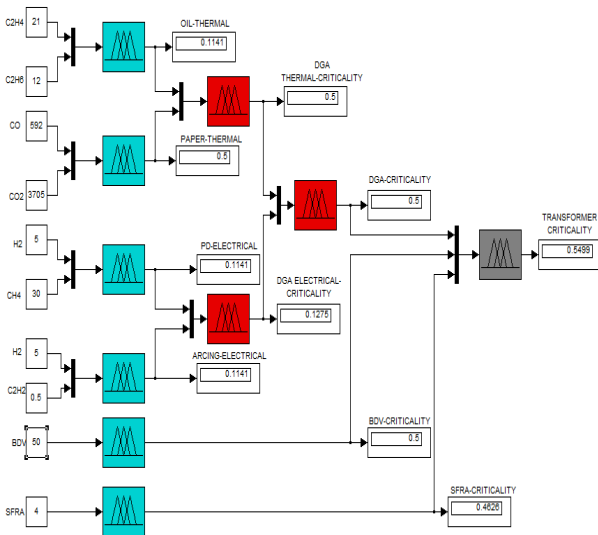 C2H4
21
OIL-THERMAL
0.1141
C2H6
12
DGA
THERMAL-CRITICALITY
0.5
CO
592
PAPER-THERMAL
0.5
CO2
3705
DGA-CRITICALITY
0.5
TRANSFORMER
CRITICALITY
0.5499
H2
5
PD-ELECTRICAL
0.1141
CH4
30
DGA ELECTRICAL-
CRITICALITY
0.1275
H2
5
ARCING-ELECTRICAL
0.1141
C2H2
0.5
BDV
50
BDV-CRITICALITY
0.5
SFRA
4
SFRA-CRITICALITY
0.4626